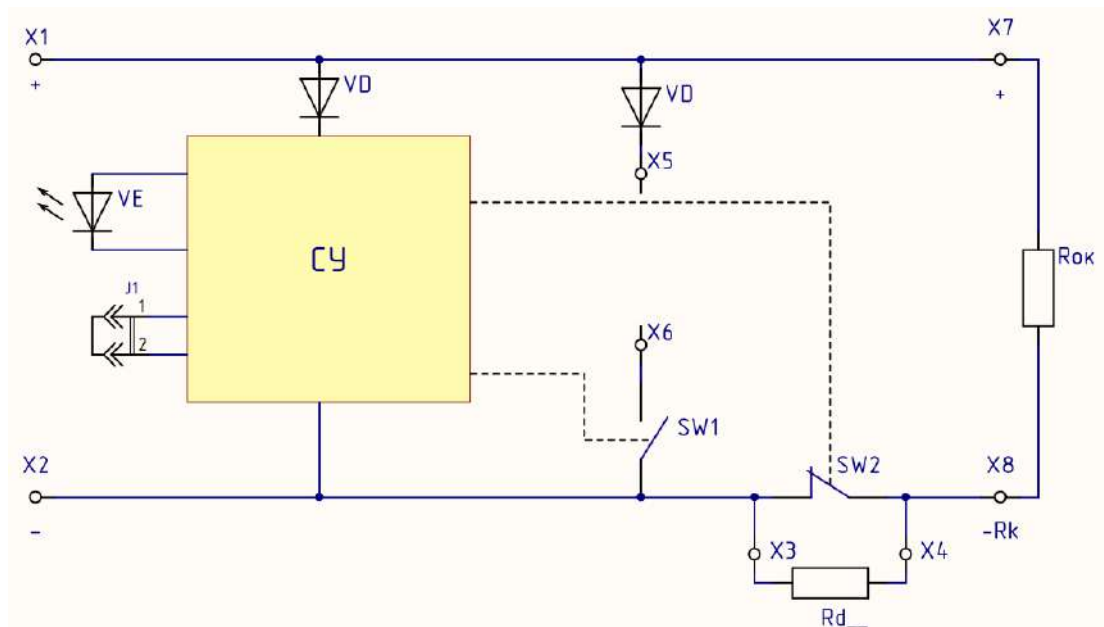 X1
X7
+
VD
VD
+
X5
VE
СУ
Rок
J1
1
2
X6
SW1
X2
SW2
X8
-
-Rk
X3
X4
Rd__